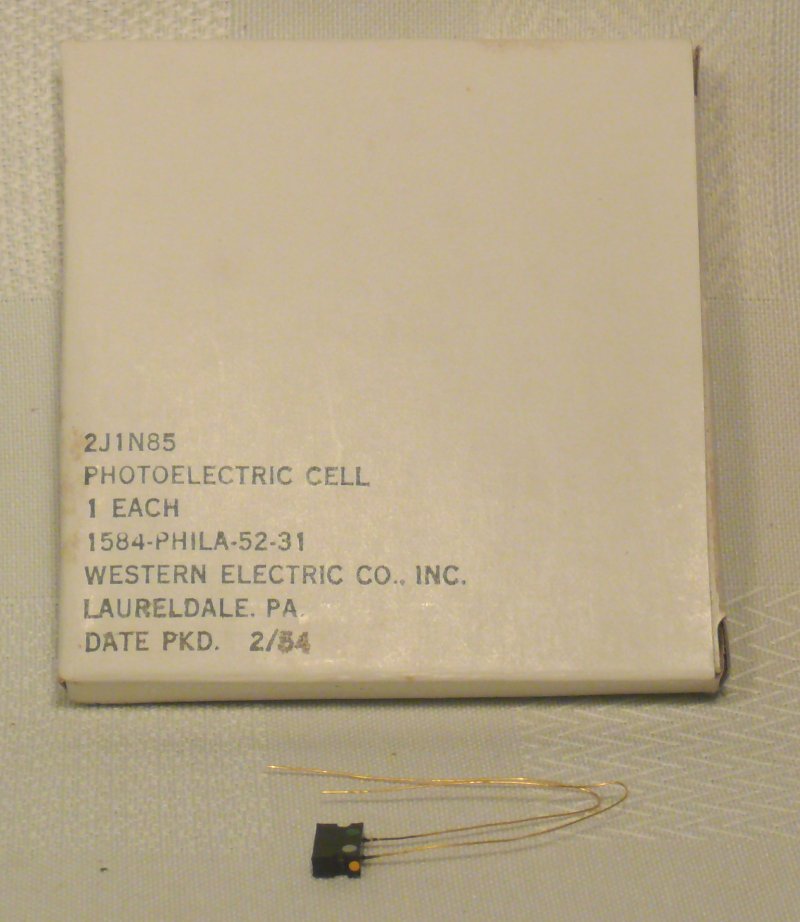 2J1N85
PHOTOELECTRIC CELL
1 EACH
1584-PHILA-52-31
WESTERN ELECTRIC CO., INC.
LAURELDALE. PA.
DATE PKD. 2/54